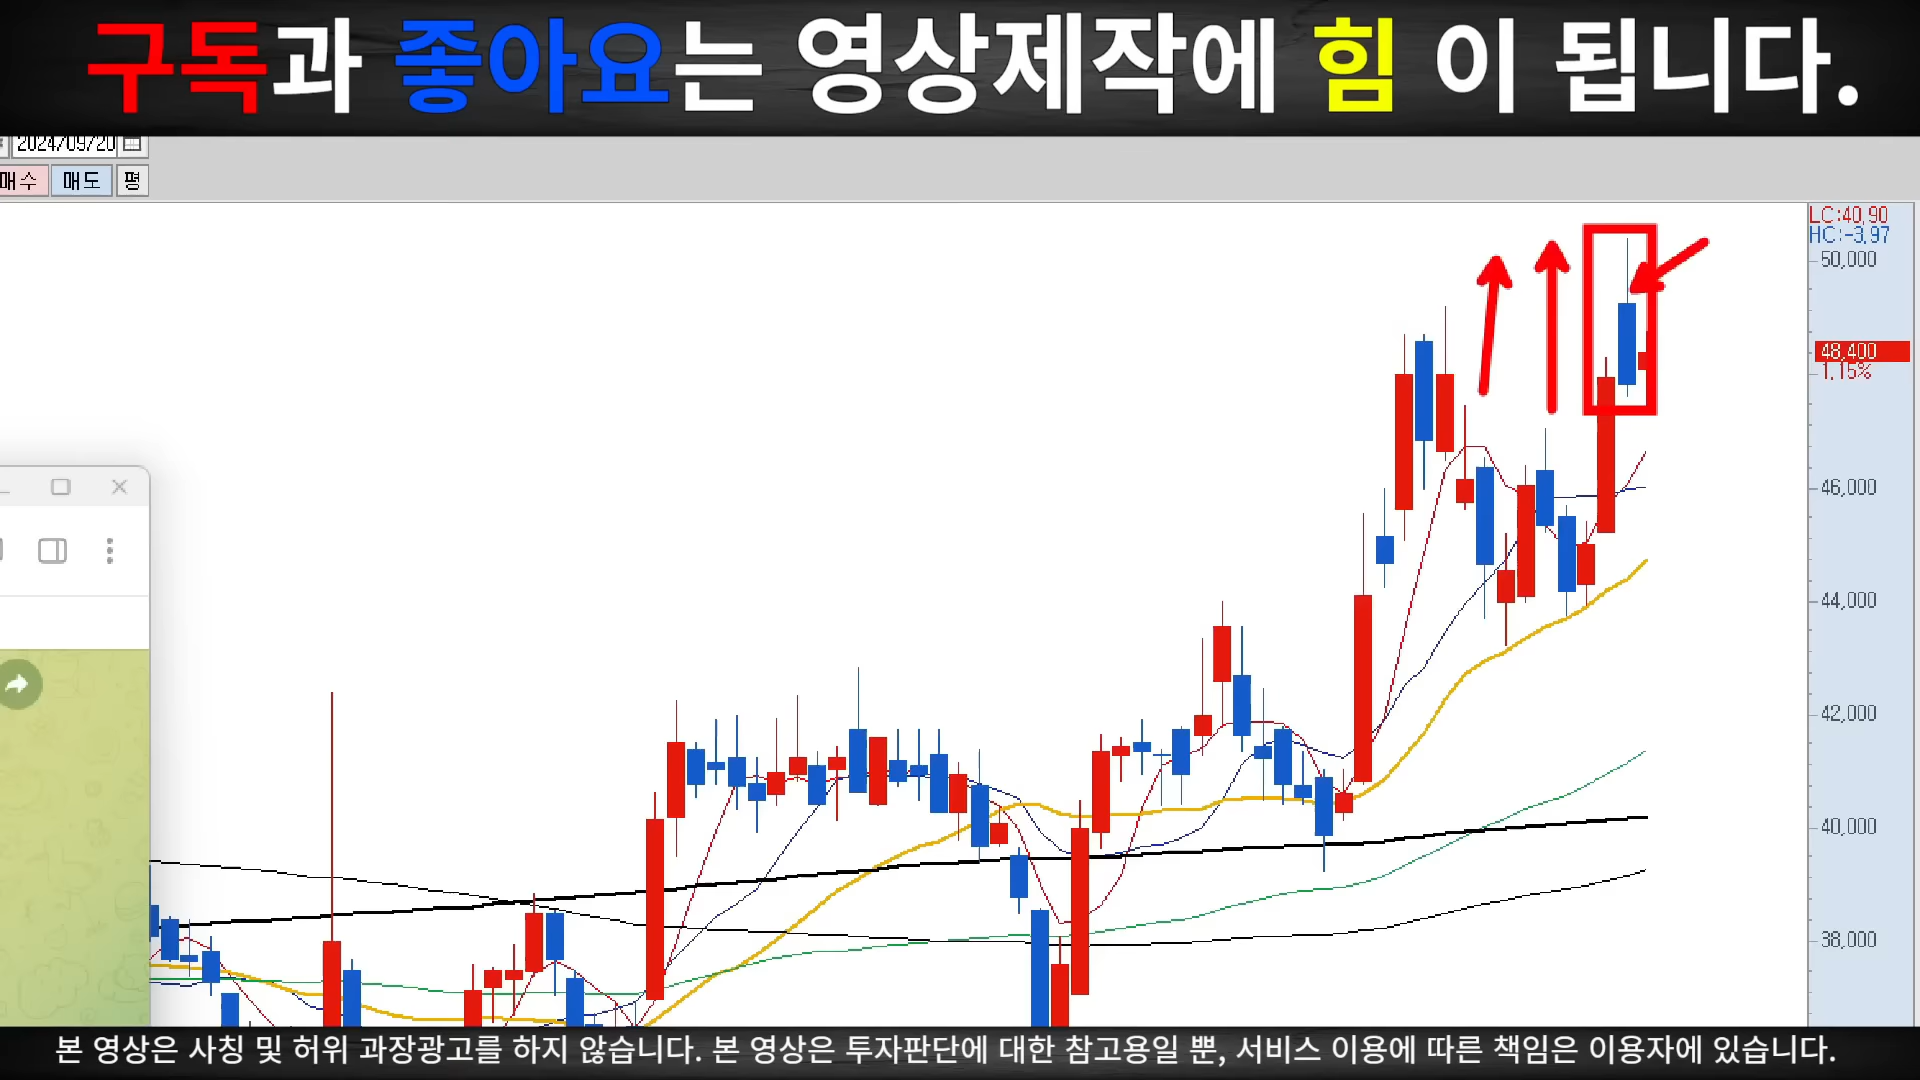 구독과 좋아요는 영상제작에 힘 이 됩니다.
2024/09/20
매수 매도 평
LC:40,90
HC:-3,97
50,000
48,400
1,15%
46,000
44,000
42,000
40,000
38,000
본 영상은 사칭 및 허위 과장광고를 하지 않습니다. 본 영상은 투자판단에 대한 참고용일 뿐, 서비스 이용에 따른 책임은 이용자에 있습니다.